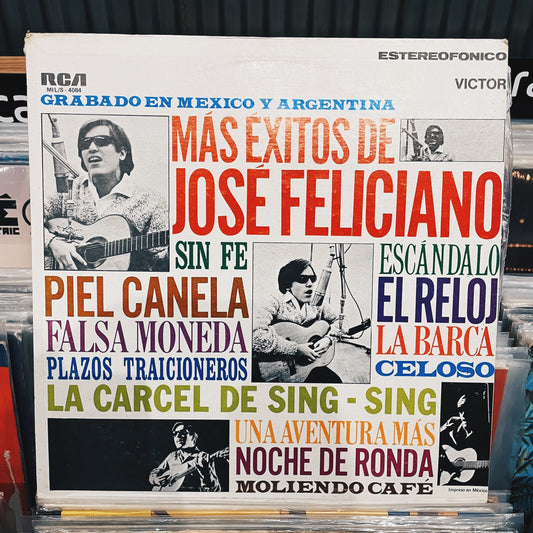 ESTEREOFONICO
RCA
VICTOR
MIL/S - 4084
GRABADO EN MEXICO Y ARGENTINA
MÁS ÉXITOS DE
JOSÉ FELICIANO
SIN FE
ESCÁNDALO
PIEL CANELA
EL RELOJ
FALSA MONEDA
LA BARCA
PLAZOS TRAICIONEROS
CELOSO
LA CARCEL DE SING - SING
UNA AVENTURA MÁS
NOCHE DE RONDA
MOLIENDO CAFÉ
Impreso en México